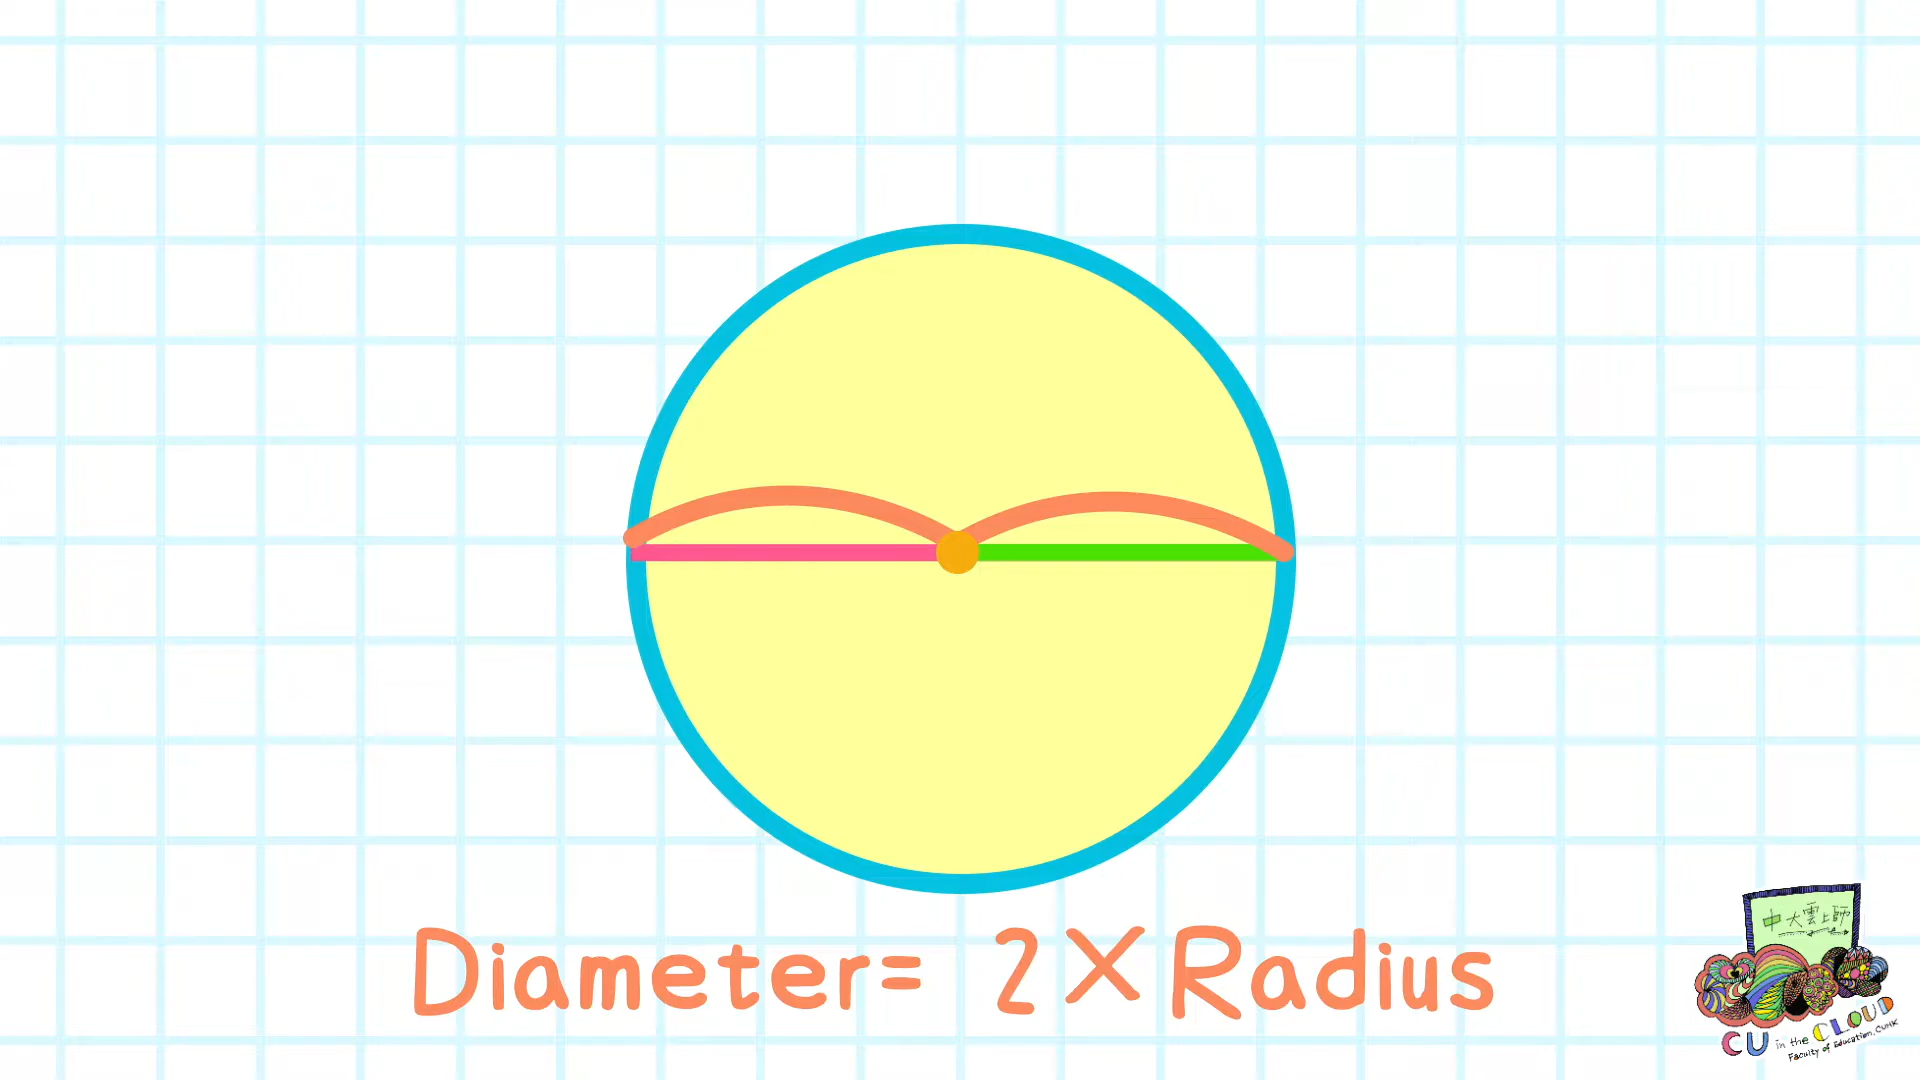 Diameter= 2×Radius
中大雲上師
CU in the CLOUD
Faculty of Education, CUHK